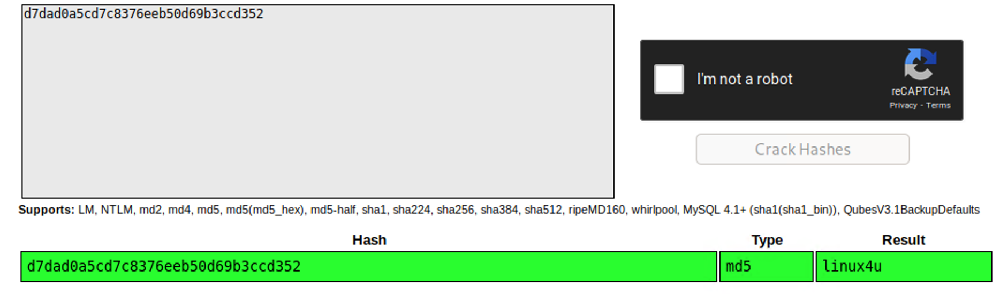 d7dad0a5cd7c8376eeb50d69b3ccd352
I'm not a robot
reCAPTCHA
Privacy - Terms
Crack Hashes
Supports: LM, NTLM, md2, md4, md5, md5(md5_hex), md5-half, sha1, sha224, sha256, sha384, sha512, ripeMD160, whirlpool, MySQL 4.1+ (sha1(sha1_bin)), QubesV3.1BackupDefaults
Hash Type Result
d7dad0a5cd7c8376eeb50d69b3ccd352 md5 linux4u